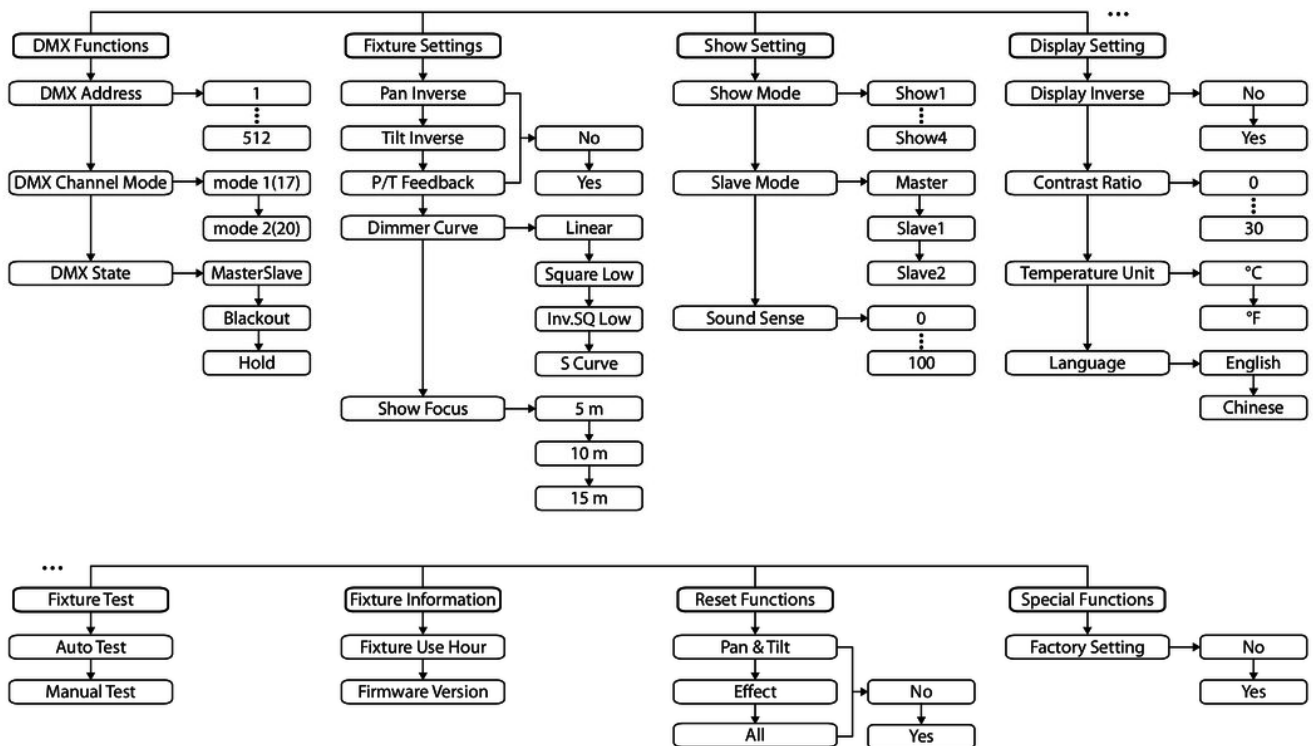 ...
DMX Functions
DMX Address
1
512
DMX Channel Mode
mode 1(17)
mode 2(20)
DMX State
MasterSlave
Blackout
Hold
Fixture Settings
Pan Inverse
Tilt Inverse
P/T Feedback
No
Yes
Dimmer Curve
Linear
Square Low
Inv.SQ Low
S Curve
Show Focus
5 m
10 m
15 m
Show Setting
Show Mode
Show1
Show4
Slave Mode
Master
Slave1
Slave2
Sound Sense
0
100
Display Setting
Display Inverse
No
Yes
Contrast Ratio
0
30
Temperature Unit
°C
°F
Language
English
Chinese
...
Fixture Test
Auto Test
Manual Test
Fixture Information
Fixture Use Hour
Firmware Version
Reset Functions
Pan & Tilt
Effect
All
No
Yes
Special Functions
Factory Setting
No
Yes